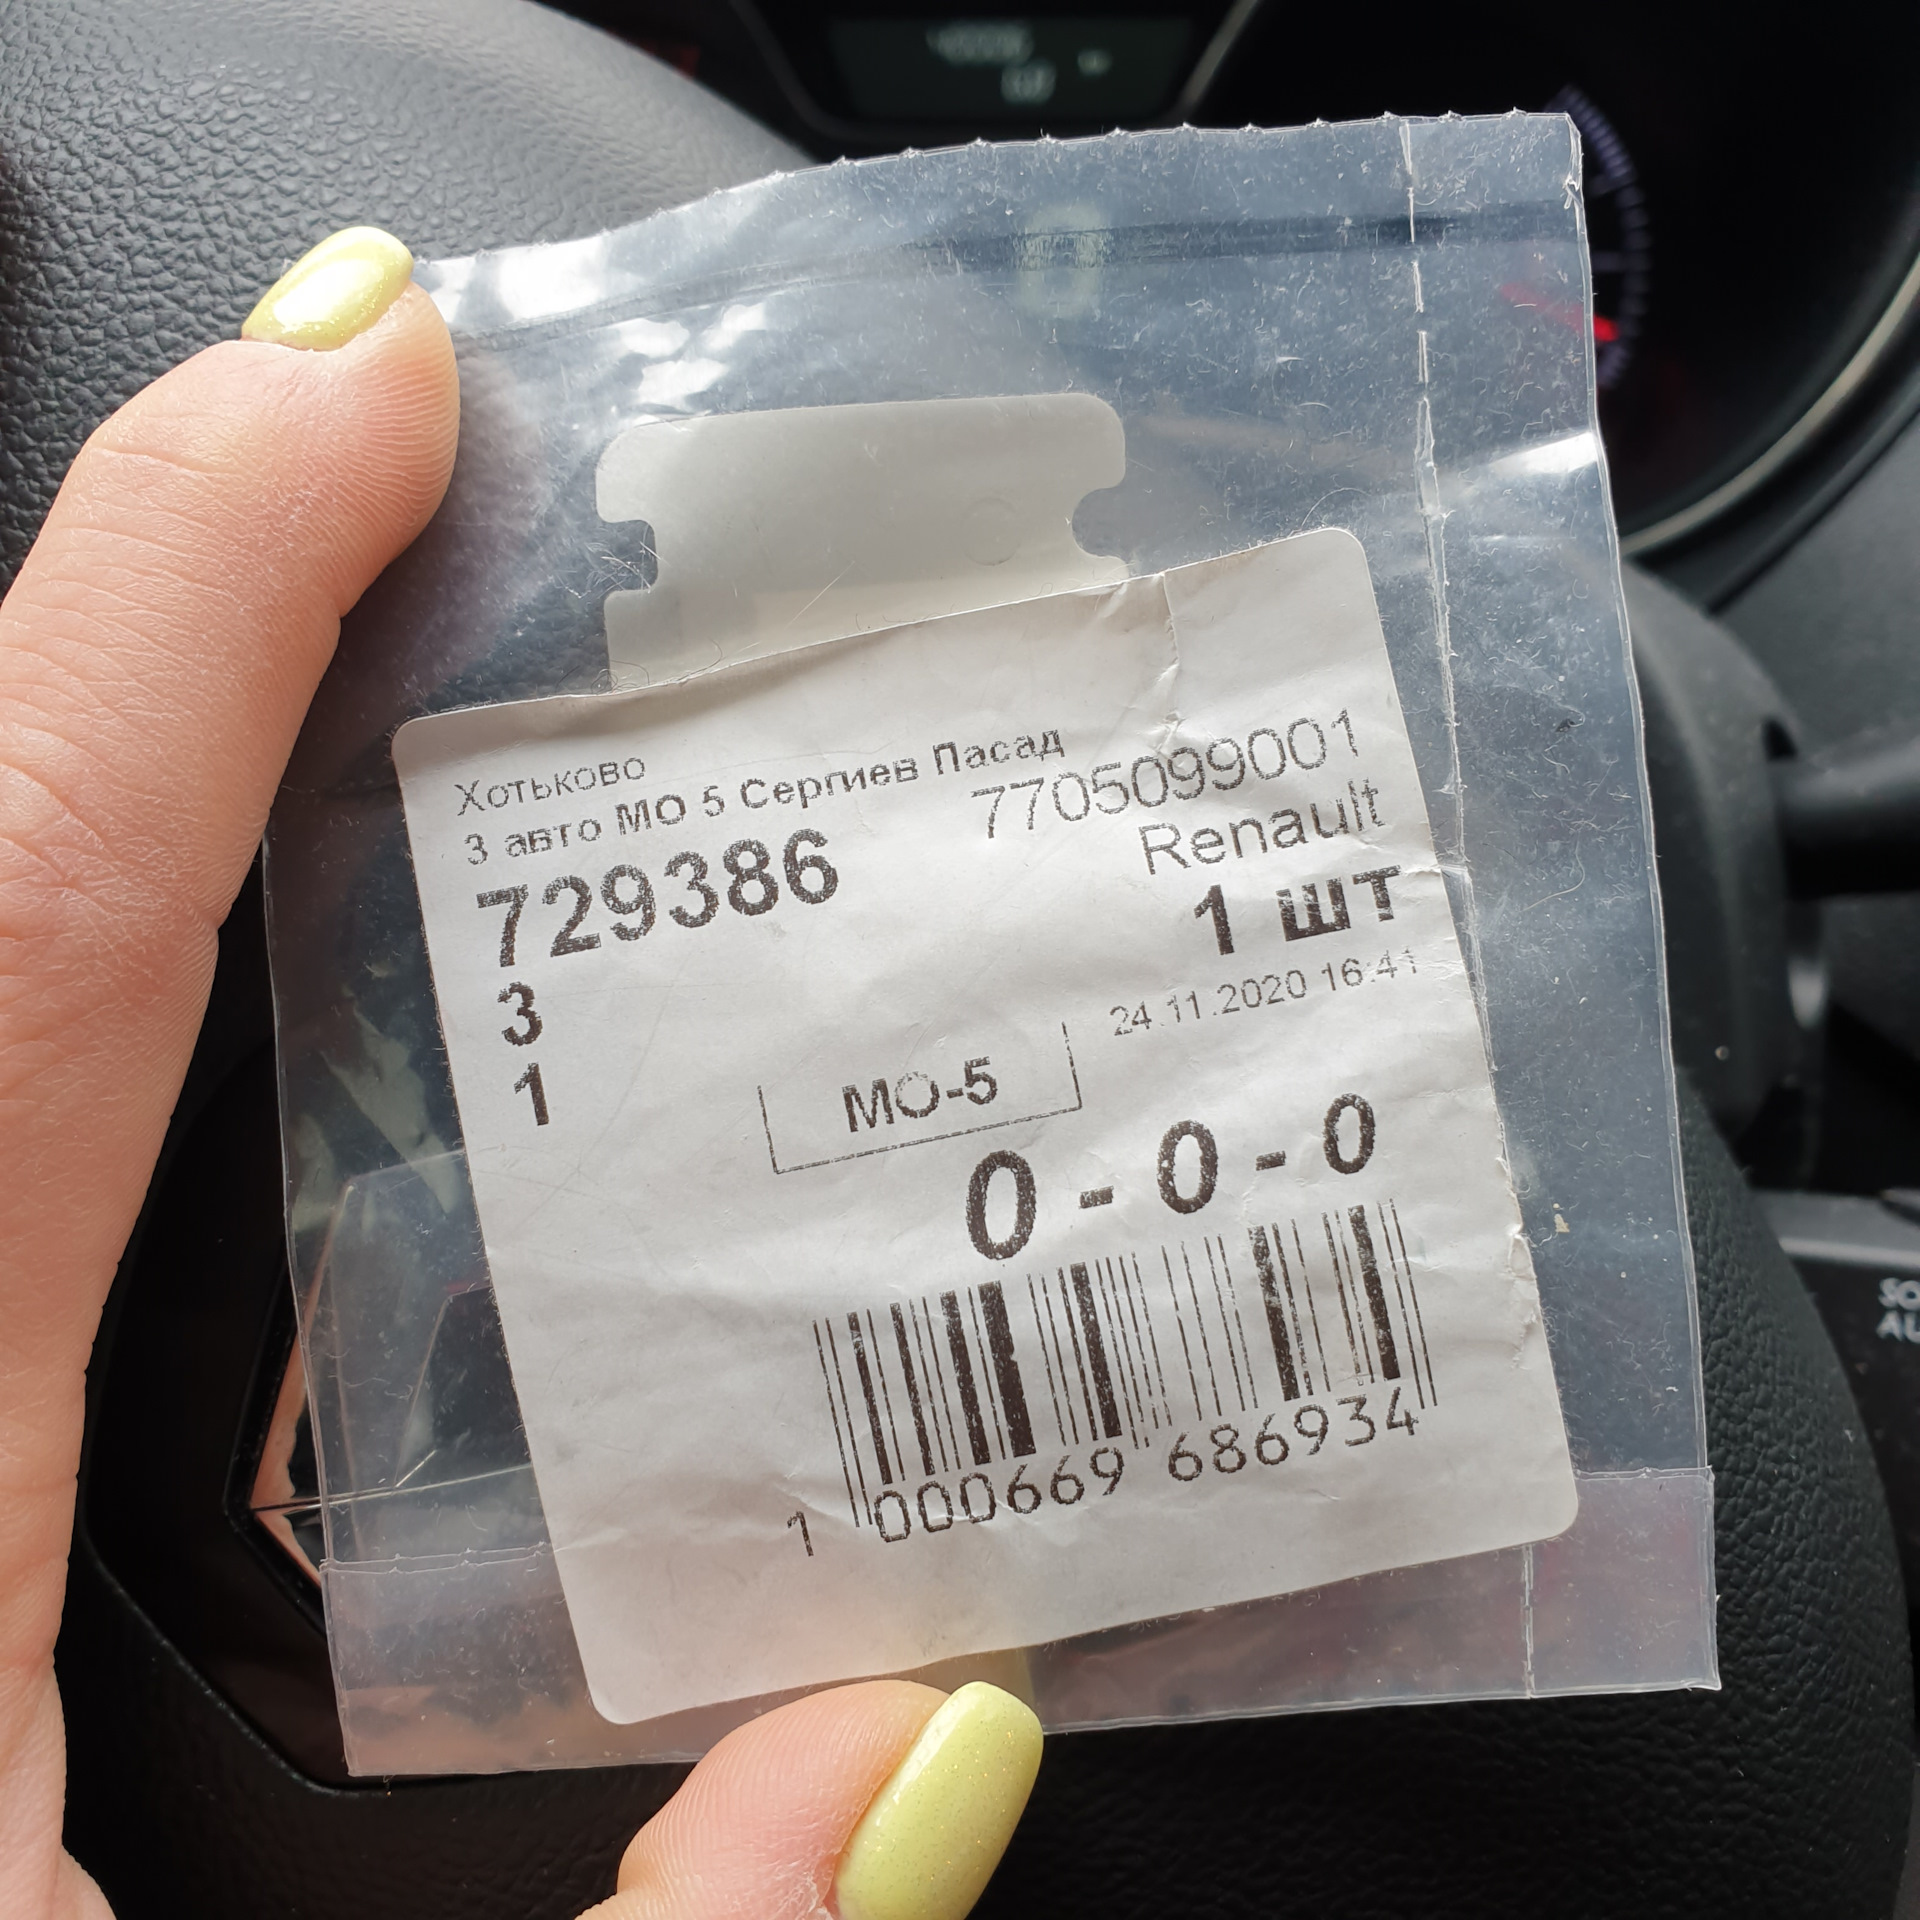 Хотьково
3 авто МО 5 Сергиев Пасад
7705099001
729386
Renault
3
1 шт
1
24.11.2020 16:41
МО-5
0 - 0 - 0
1 000669 686934